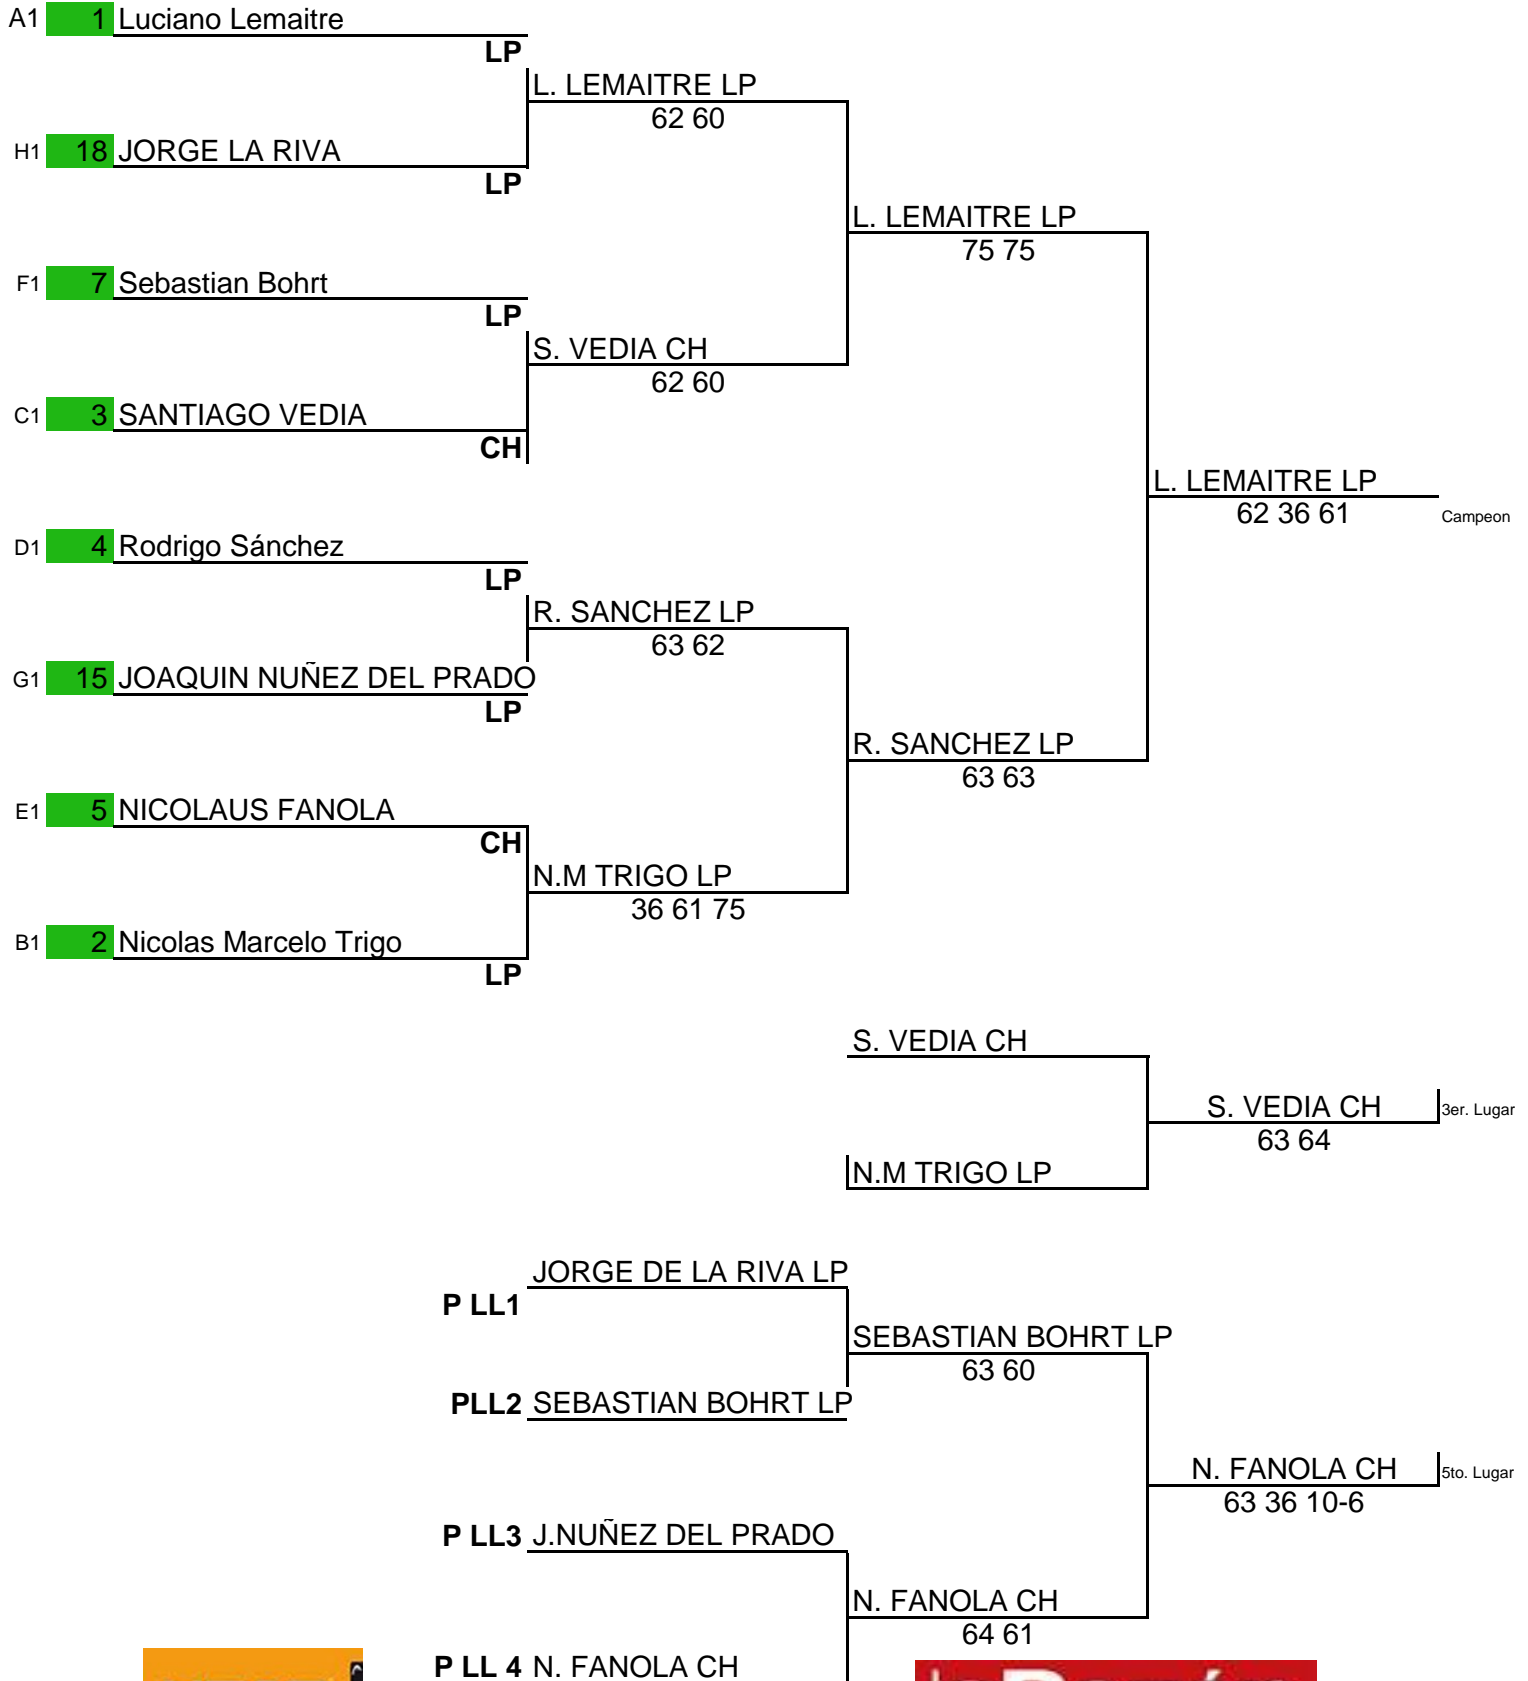 A1 1 Luciano Lemaitre
LP
L. LEMAITRE LP
62 60
H1 18 JORGE LA RIVA
LP
L. LEMAITRE LP
75 75
F1 7 Sebastian Bohrt
LP
S. VEDIA CH
62 60
C1 3 SANTIAGO VEDIA
CH
L. LEMAITRE LP
62 36 61
Campeon
D1 4 Rodrigo Sánchez
LP
R. SANCHEZ LP
63 62
G1 15 JOAQUIN NUÑEZ DEL PRADO
LP
R. SANCHEZ LP
63 63
E1 5 NICOLAUS FANOLA
CH
N.M TRIGO LP
36 61 75
B1 2 Nicolas Marcelo Trigo
LP
S. VEDIA CH
S. VEDIA CH
3er. Lugar
63 64
N.M TRIGO LP
JORGE DE LA RIVA LP
P LL1
SEBASTIAN BOHRT LP
63 60
PLL2 SEBASTIAN BOHRT LP
N. FANOLA CH
5to. Lugar
63 36 10-6
P LL3 J.NUÑEZ DEL PRADO
N. FANOLA CH
64 61
P LL 4 N. FANOLA CH